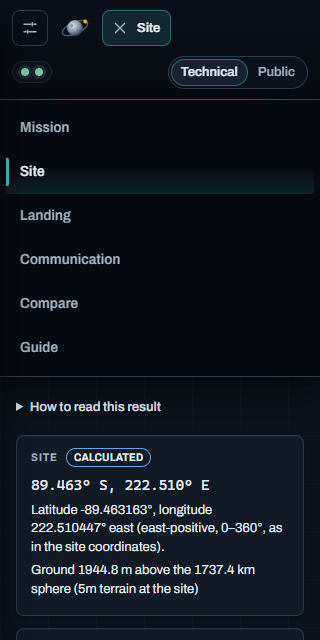 Site
Technical
Public
Mission
Site
Landing
Communication
Compare
Guide
How to read this result
SITE
CALCULATED
89.463° S, 222.510° E
Latitude -89.463163°, longitude
222.510447° east (east-positive, 0–360°, as
in the site coordinates).
Ground 1944.8 m above the 1737.4 km
sphere (5m terrain at the site)